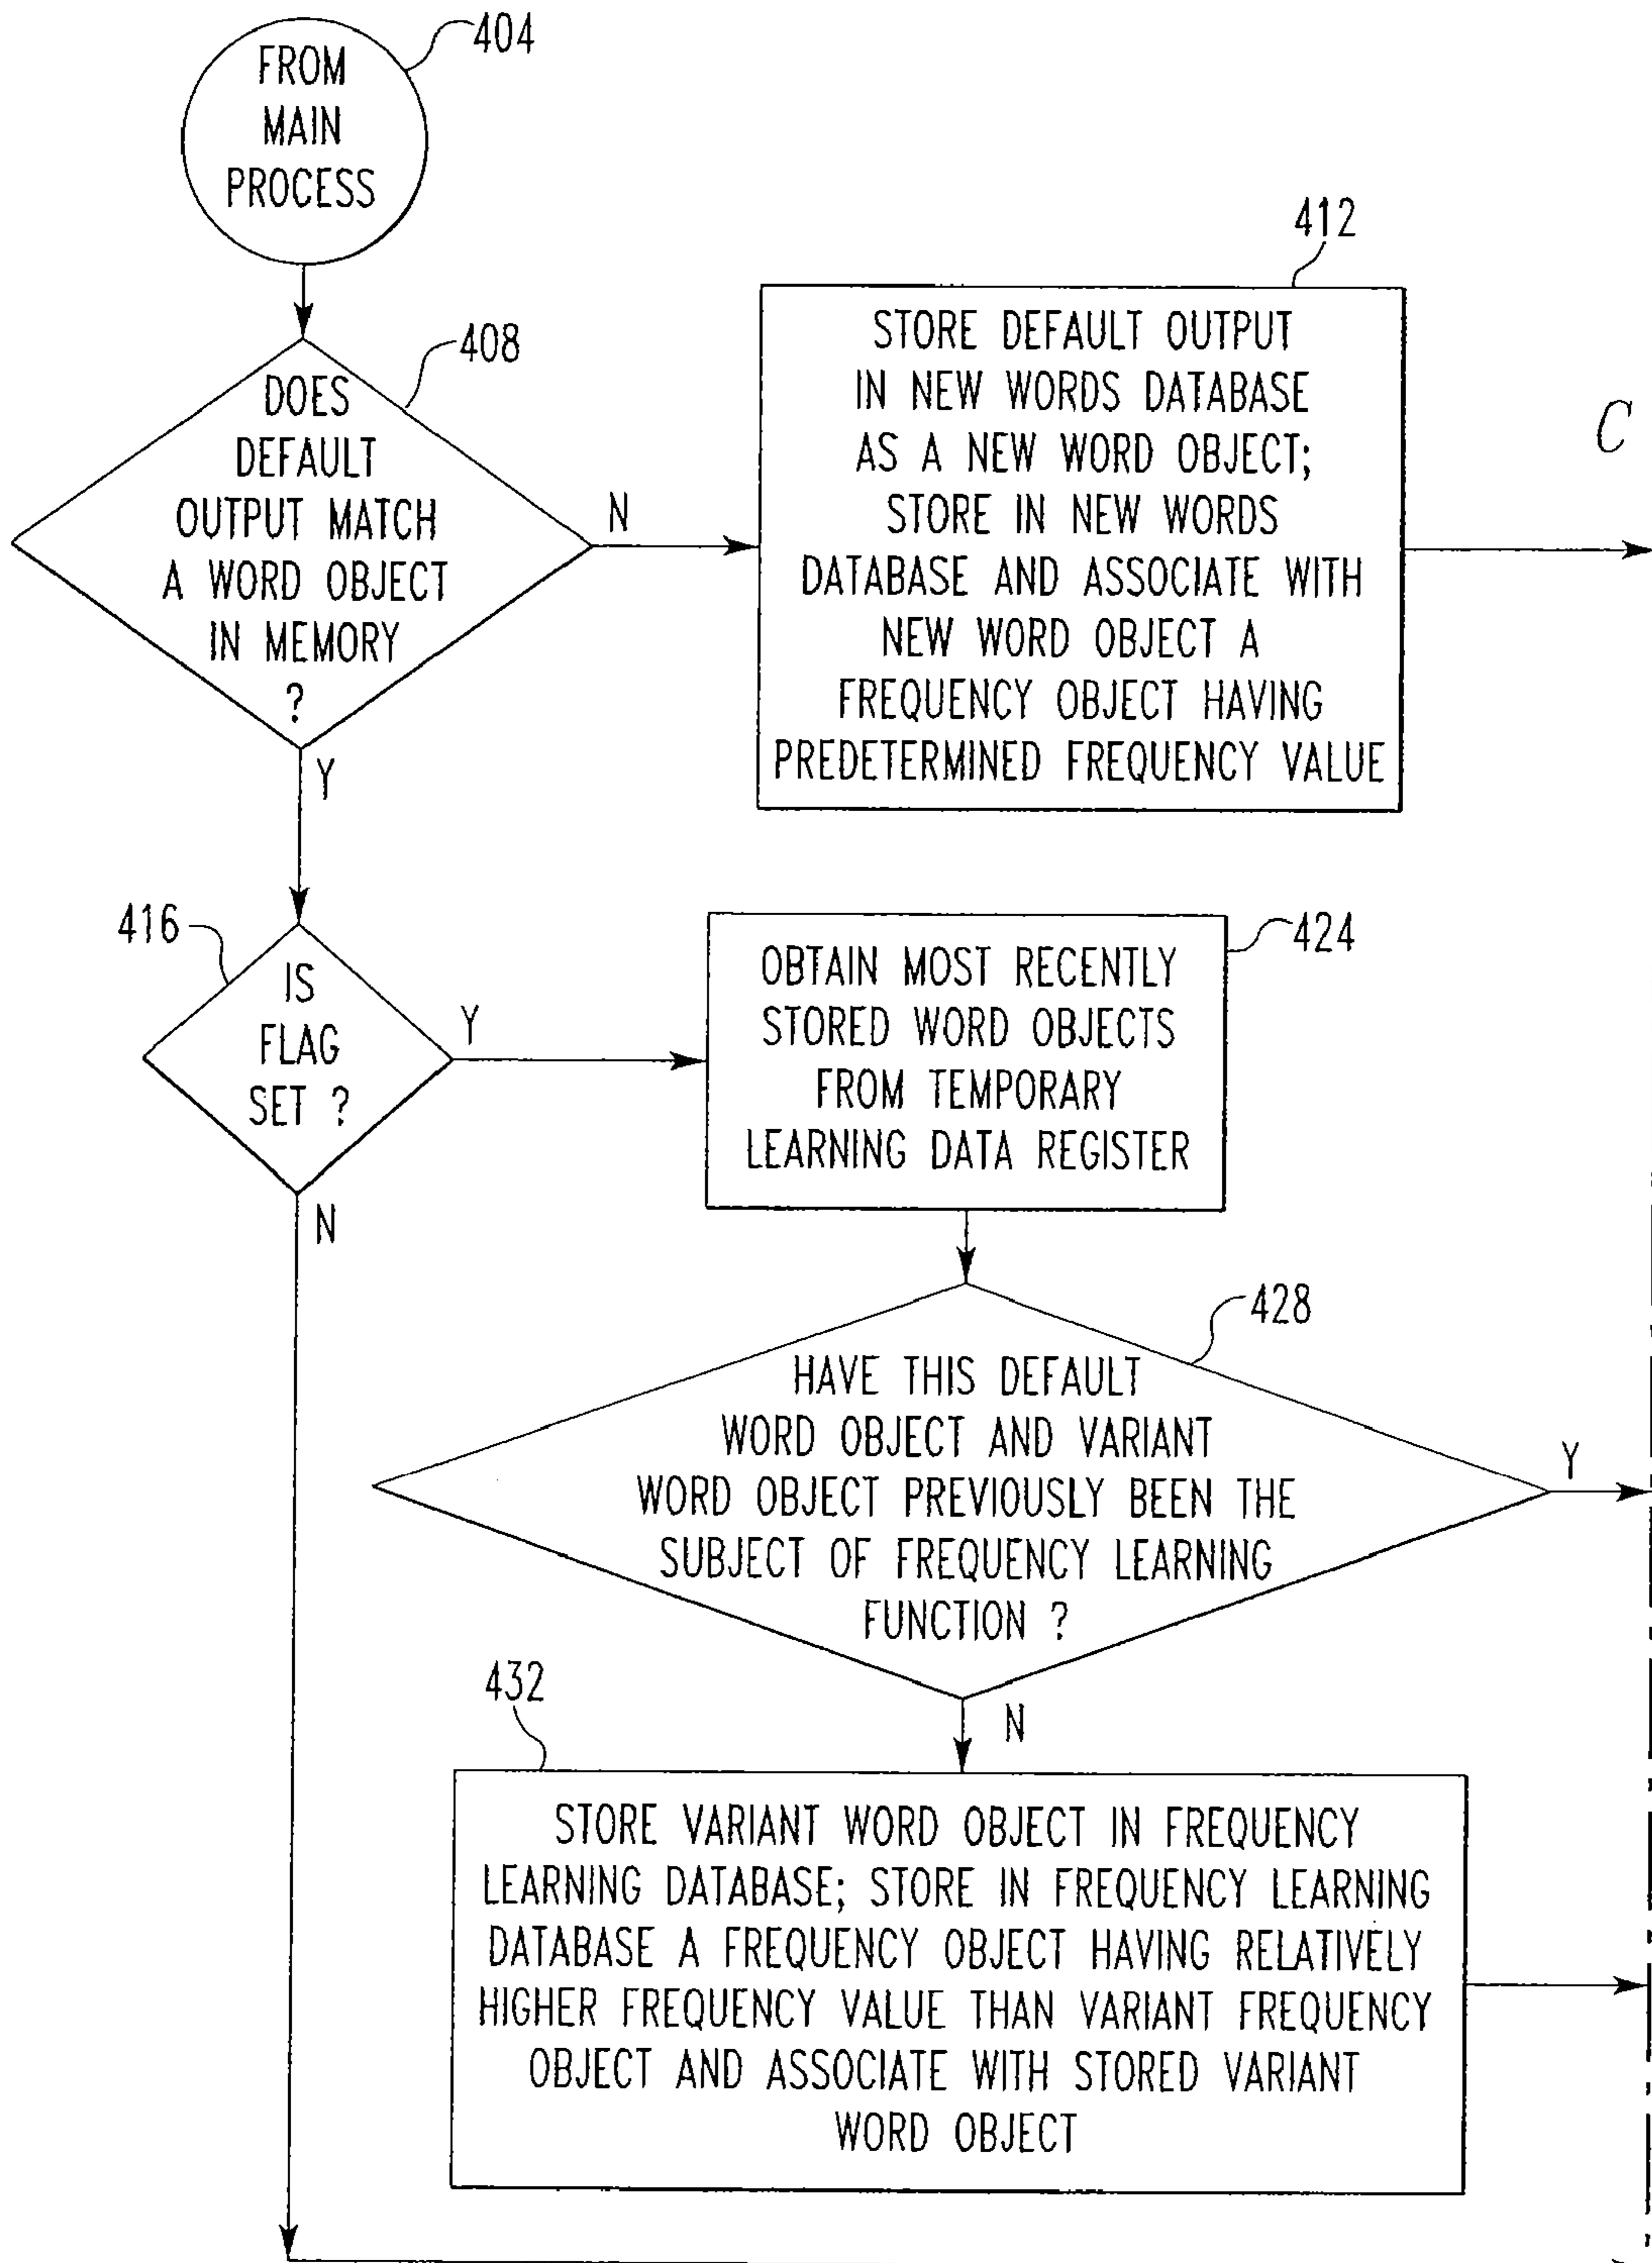 FROM
MAIN
PROCESS
404
DOES
DEFAULT
OUTPUT MATCH
A WORD OBJECT
IN MEMORY
?
408
N
Y
412
STORE DEFAULT OUTPUT
IN NEW WORDS DATABASE
AS A NEW WORD OBJECT;
STORE IN NEW WORDS
DATABASE AND ASSOCIATE WITH
NEW WORD OBJECT A
FREQUENCY OBJECT HAVING
PREDETERMINED FREQUENCY VALUE
C
416
IS
FLAG
SET ?
Y
N
424
OBTAIN MOST RECENTLY
STORED WORD OBJECTS
FROM TEMPORARY
LEARNING DATA REGISTER
428
HAVE THIS DEFAULT
WORD OBJECT AND VARIANT
WORD OBJECT PREVIOUSLY BEEN THE
SUBJECT OF FREQUENCY LEARNING
FUNCTION ?
Y
N
432
STORE VARIANT WORD OBJECT IN FREQUENCY
LEARNING DATABASE; STORE IN FREQUENCY LEARNING
DATABASE A FREQUENCY OBJECT HAVING RELATIVELY
HIGHER FREQUENCY VALUE THAN VARIANT FREQUENCY
OBJECT AND ASSOCIATE WITH STORED VARIANT
WORD OBJECT